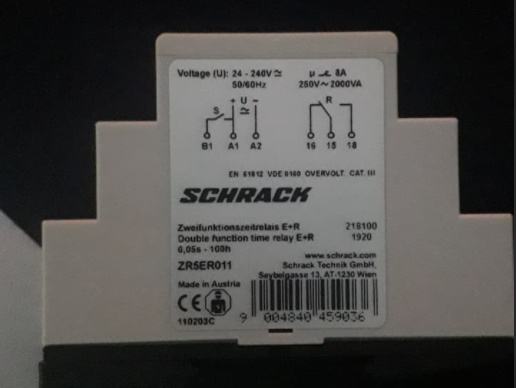 Voltage (U): 24 - 240V ≂
50/60Hz
µ 8A
250V~ 2000VA
S + U −
≂
R
B1 A1 A2
16 15 18
EN 61812 VDE 0160 OVERVOLT. CAT. III
SCHRACK
Zweifunktionszeitrelais E+R 218100
Double function time relay E+R 1920
0,05s - 100h
www.schrack.com
ZR5ER011
Schrack Technik GmbH,
Seybelgasse 13, AT-1230 Wien
Made in Austria
CE
110203C
9 004840 459036